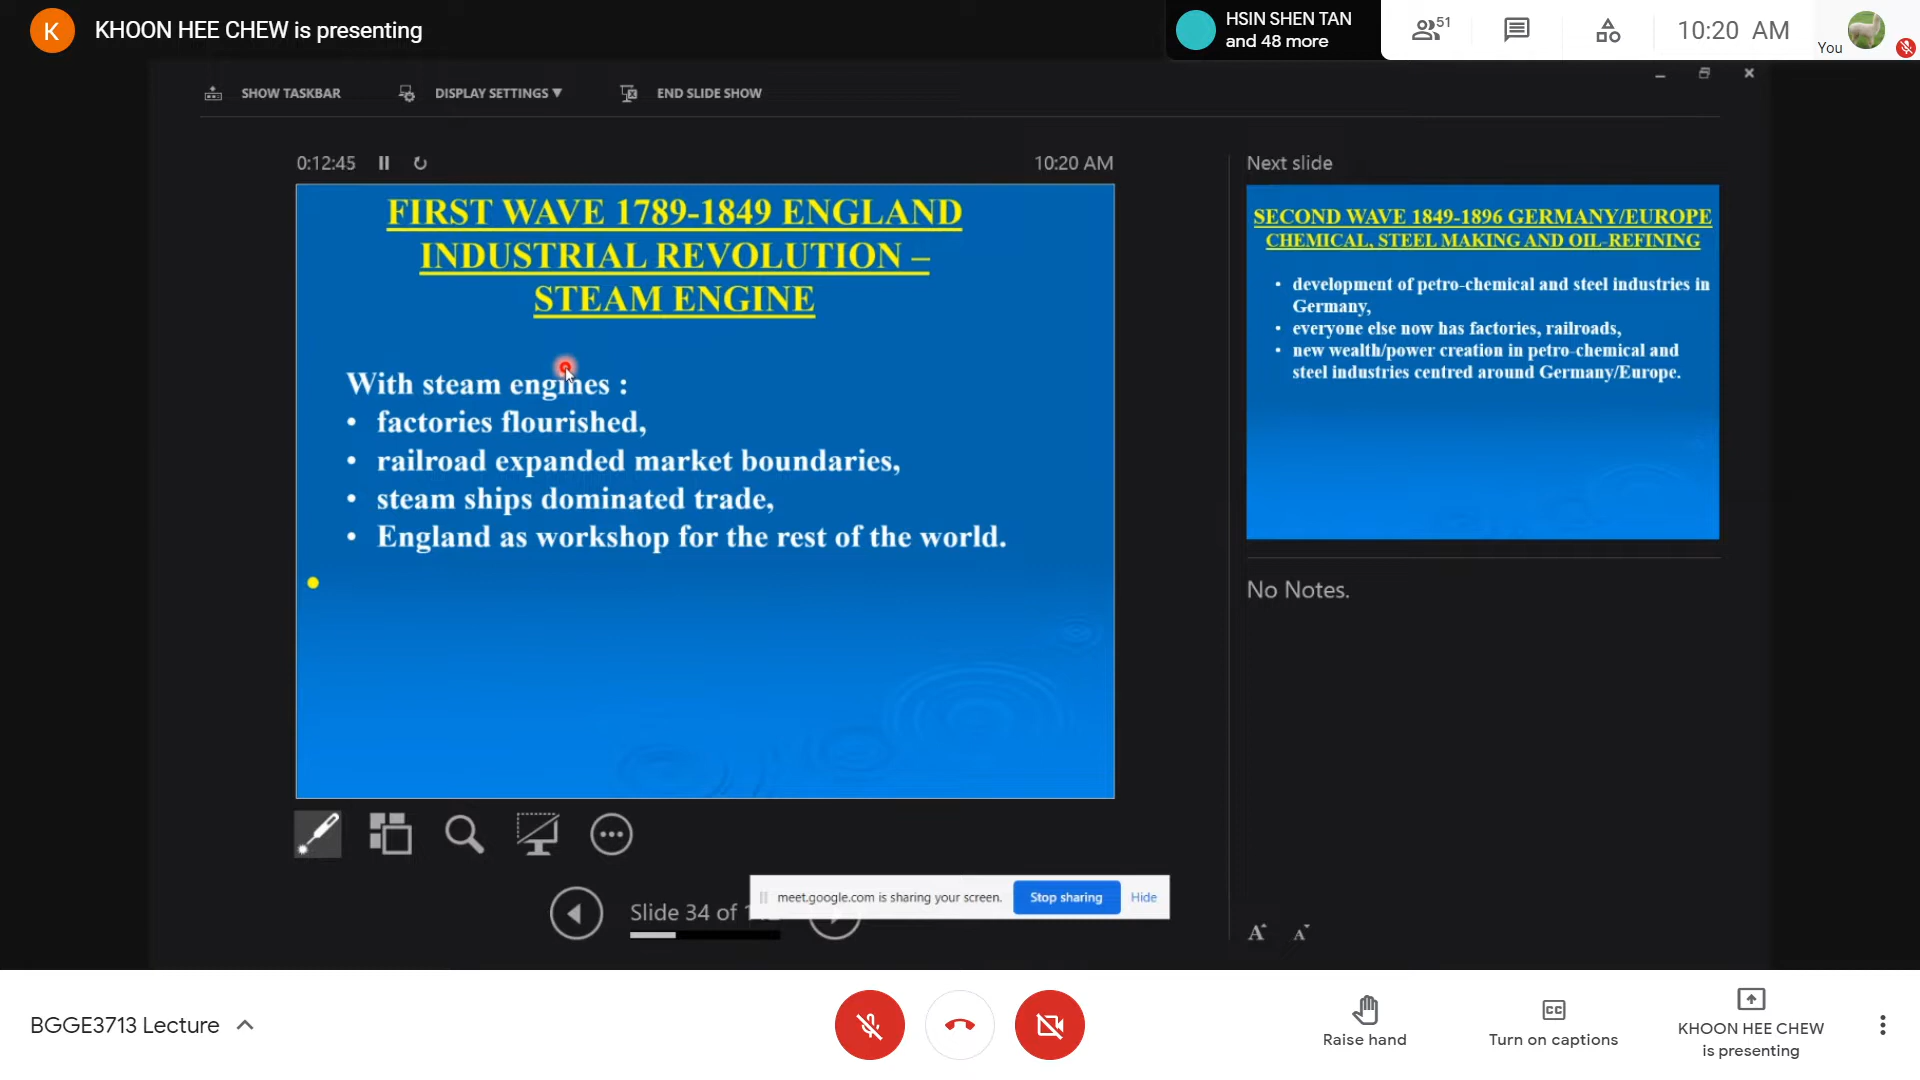 K
KHOON HEE CHEW is presenting
HSIN SHEN TAN
and 48 more
51
10:20 AM
You
SHOW TASKBAR
DISPLAY SETTINGS ▼
END SLIDE SHOW
0:12:45
10:20 AM
FIRST WAVE 1789-1849 ENGLAND
INDUSTRIAL REVOLUTION –
STEAM ENGINE
With steam engines :
• factories flourished,
• railroad expanded market boundaries,
• steam ships dominated trade,
• England as workshop for the rest of the world.
Next slide
SECOND WAVE 1849-1896 GERMANY/EUROPE
CHEMICAL, STEEL MAKING AND OIL-REFINING
• development of petro-chemical and steel industries in
Germany,
• everyone else now has factories, railroads,
• new wealth/power creation in petro-chemical and
steel industries centred around Germany/Europe.
No Notes.
Slide 34 of
meet.google.com is sharing your screen.
Stop sharing
Hide
A A
BGGE3713 Lecture
Raise hand
CC
Turn on captions
KHOON HEE CHEW
is presenting